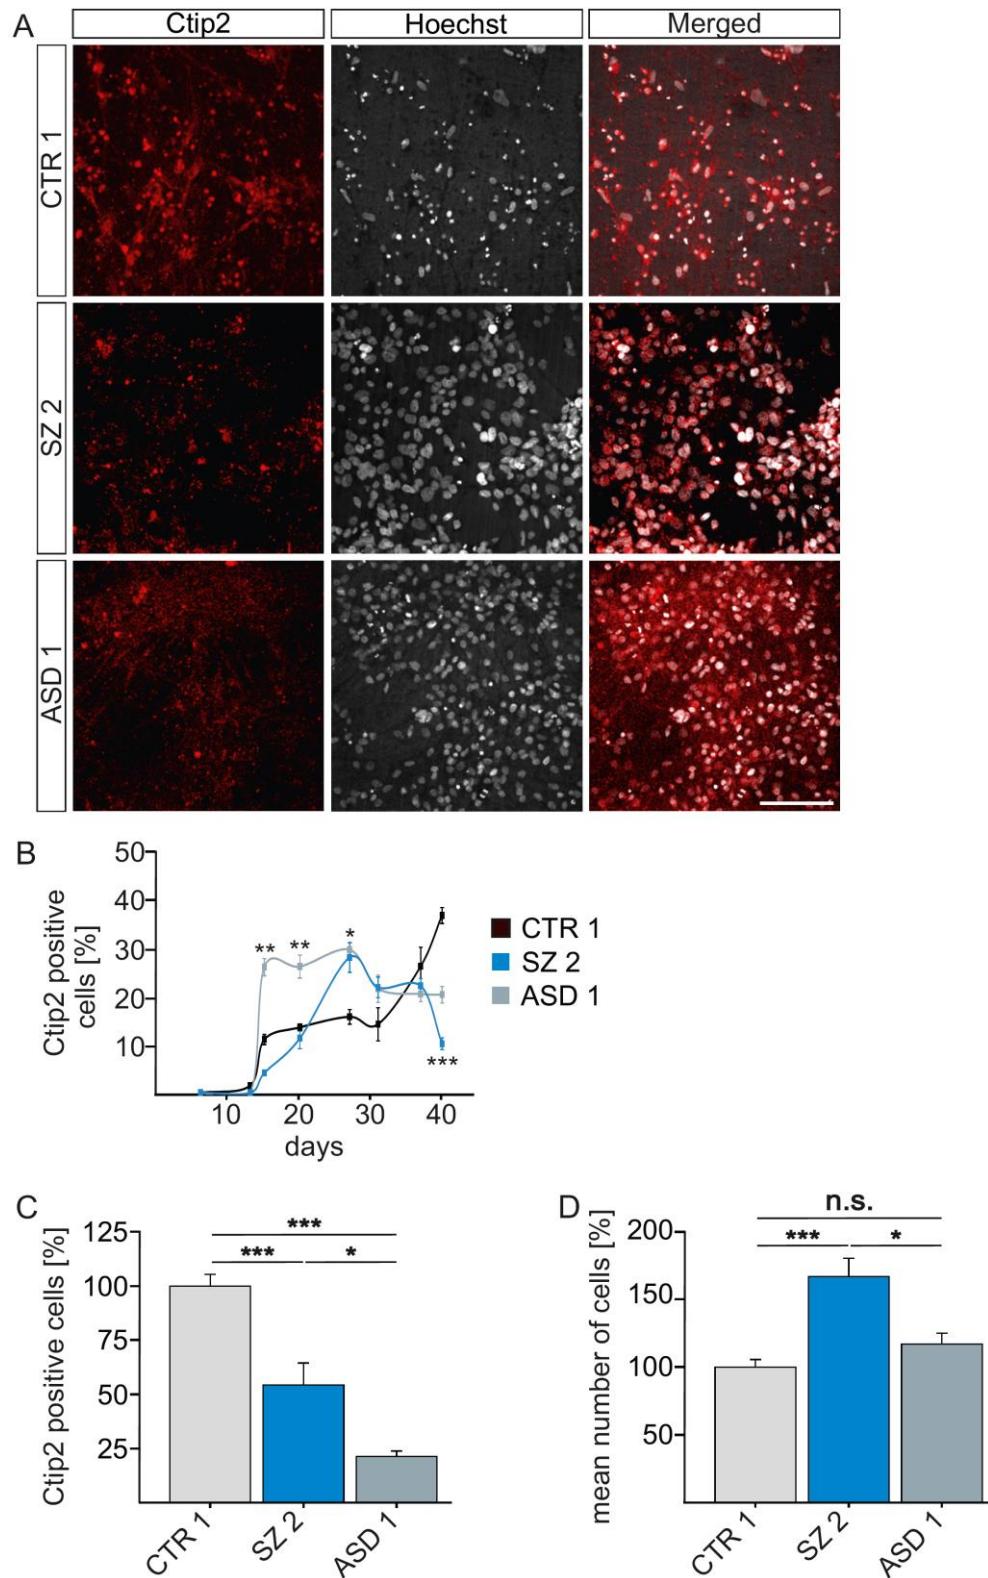 A
Ctip2 Hoechst Merged
CTR 1
SZ 2
ASD 1
B
Ctip2 positive
cells [%]
50
40
30
20
10
** ** *
***
10 20 30 40
days
CTR 1
SZ 2
ASD 1
C
Ctip2 positive cells [%]
125
100
75
50
25
***
*** *
CTR 1 SZ 2 ASD 1
D
mean number of cells [%]
200
150
100
50
n.s.
*** *
CTR 1 SZ 2 ASD 1